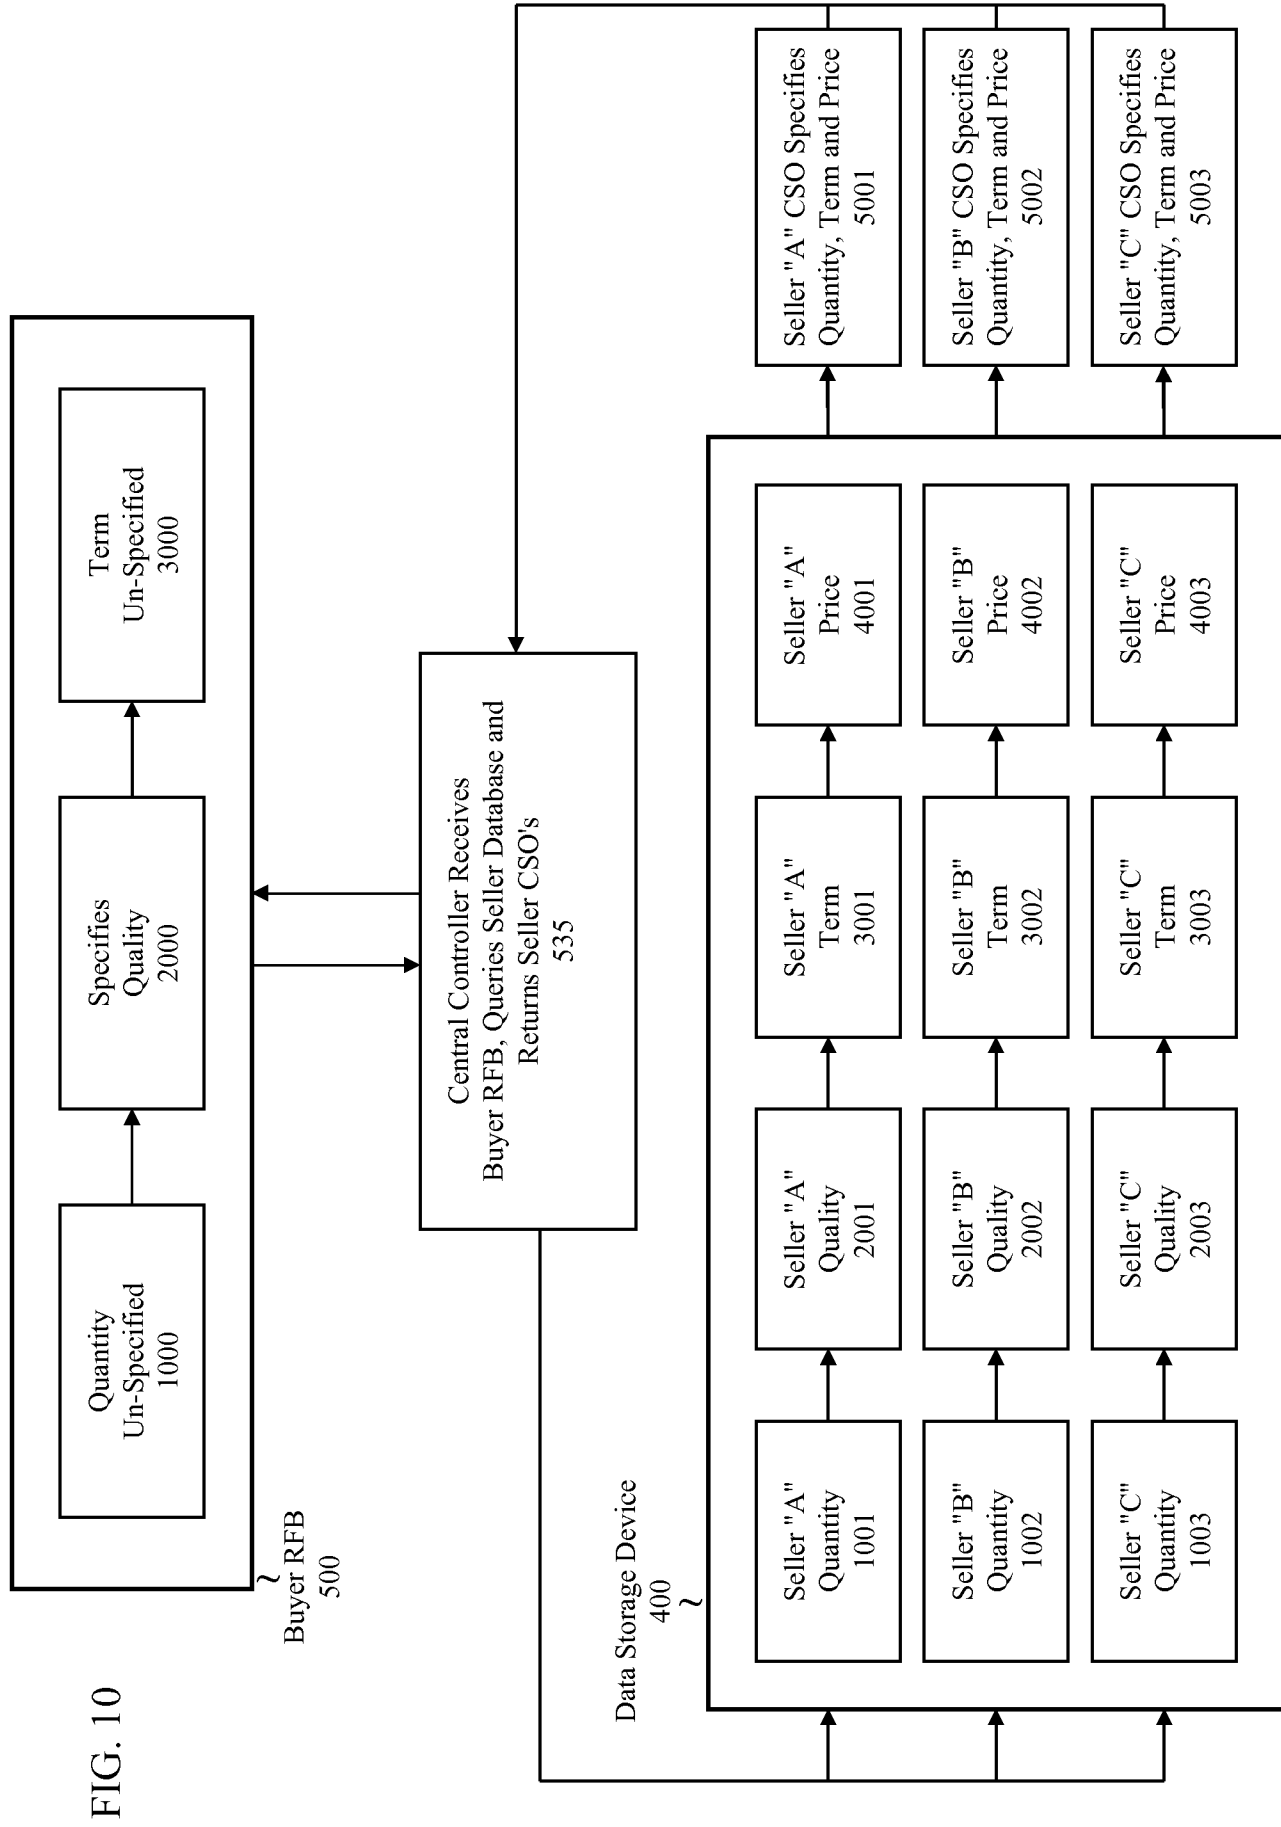 FIG. 10
Quantity
Un-Specified
1000
Specifies
Quality
2000
Term
Un-Specified
3000
~
Buyer RFB
500
Central Controller Receives
Buyer RFB, Queries Seller Database and
Returns Seller CSO's
535
Data Storage Device
400
~
Seller "A"
Quantity
1001
Seller "A"
Quality
2001
Seller "A"
Term
3001
Seller "A"
Price
4001
Seller "A" CSO Specifies
Quantity, Term and Price
5001
Seller "B"
Quantity
1002
Seller "B"
Quality
2002
Seller "B"
Term
3002
Seller "B"
Price
4002
Seller "B" CSO Specifies
Quantity, Term and Price
5002
Seller "C"
Quantity
1003
Seller "C"
Quality
2003
Seller "C"
Term
3003
Seller "C"
Price
4003
Seller "C" CSO Specifies
Quantity, Term and Price
5003